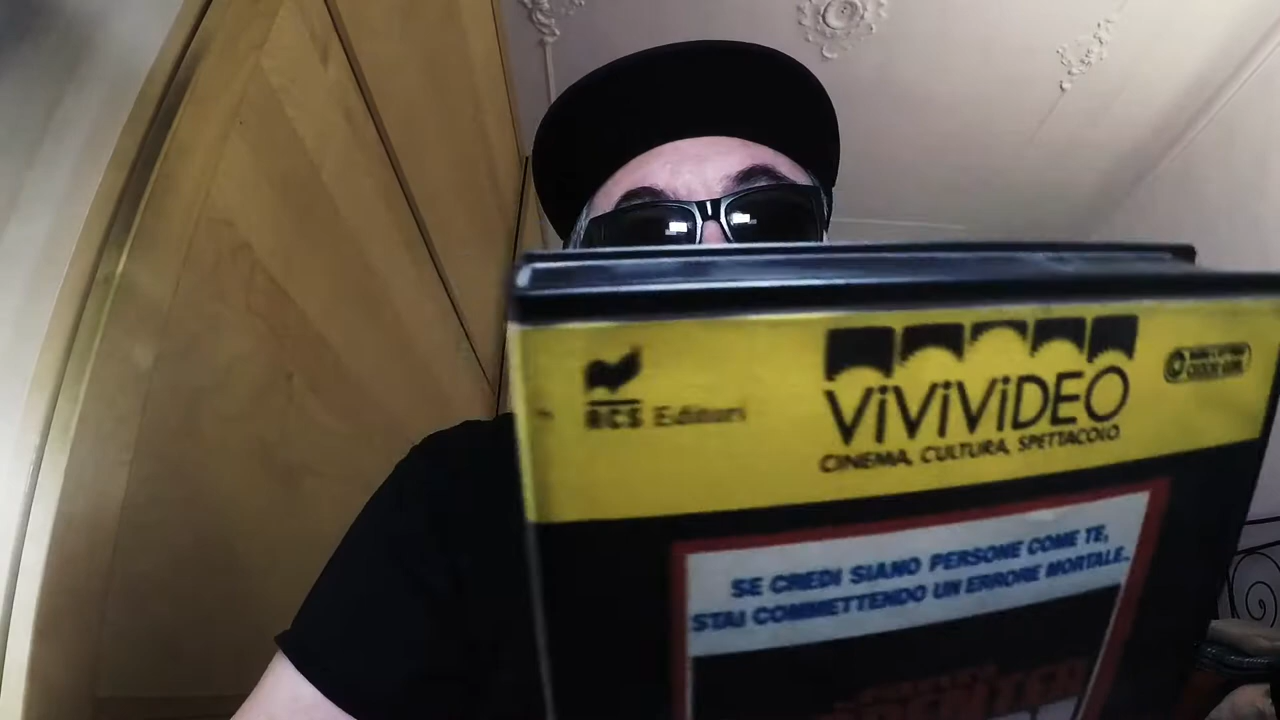 RCS Editori
ViViViDEO
CINEMA, CULTURA, SPETTACOLO
SE CREDI SIANO PERSONE COME TE,
STAI COMMETTENDO UN ERRORE MORTALE.